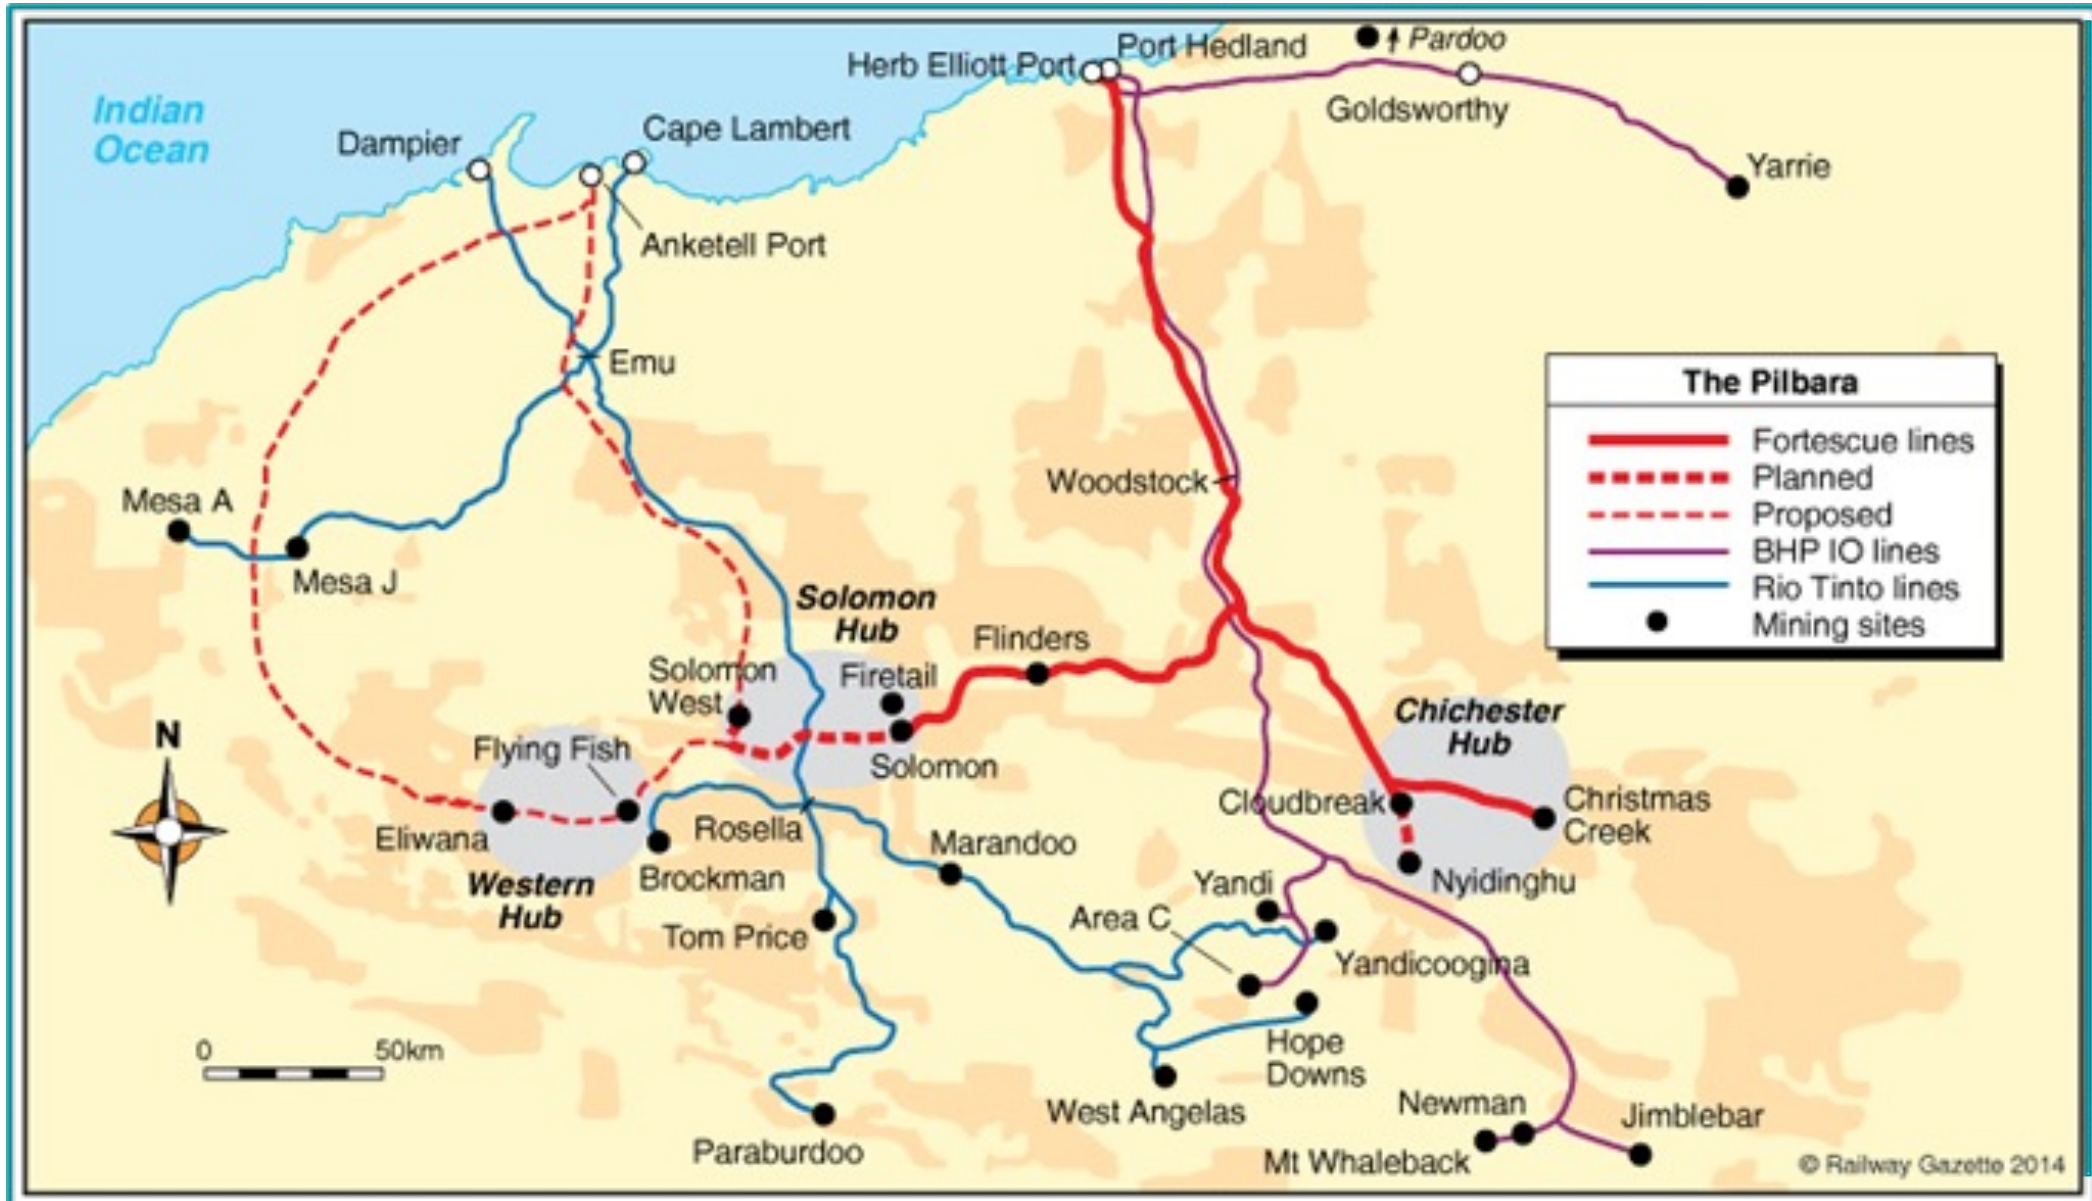 Port Hedland
Pardoo
Herb Elliott Port
Indian
Ocean
Goldsworthy
Dampier
Cape Lambert
Yarrie
Anketell Port
Emu
The Pilbara
Fortescue lines
Planned
Proposed
BHP IO lines
Rio Tinto lines
Mining sites
Woodstock
Mesa A
Mesa J
Solomon
Hub
Flinders
Solomon
West
Firetail
Chichester
Hub
N
Flying Fish
Solomon
Cloudbreak
Christmas
Creek
Eliwana
Rosella
Marandoo
Western
Hub
Brockman
Nyidinghu
Yandi
Area C
Tom Price
Yandicoogina
0 50km
Hope
Downs
West Angelas
Newman
Jimblebar
Paraburdoo
Mt Whaleback
© Railway Gazette 2014